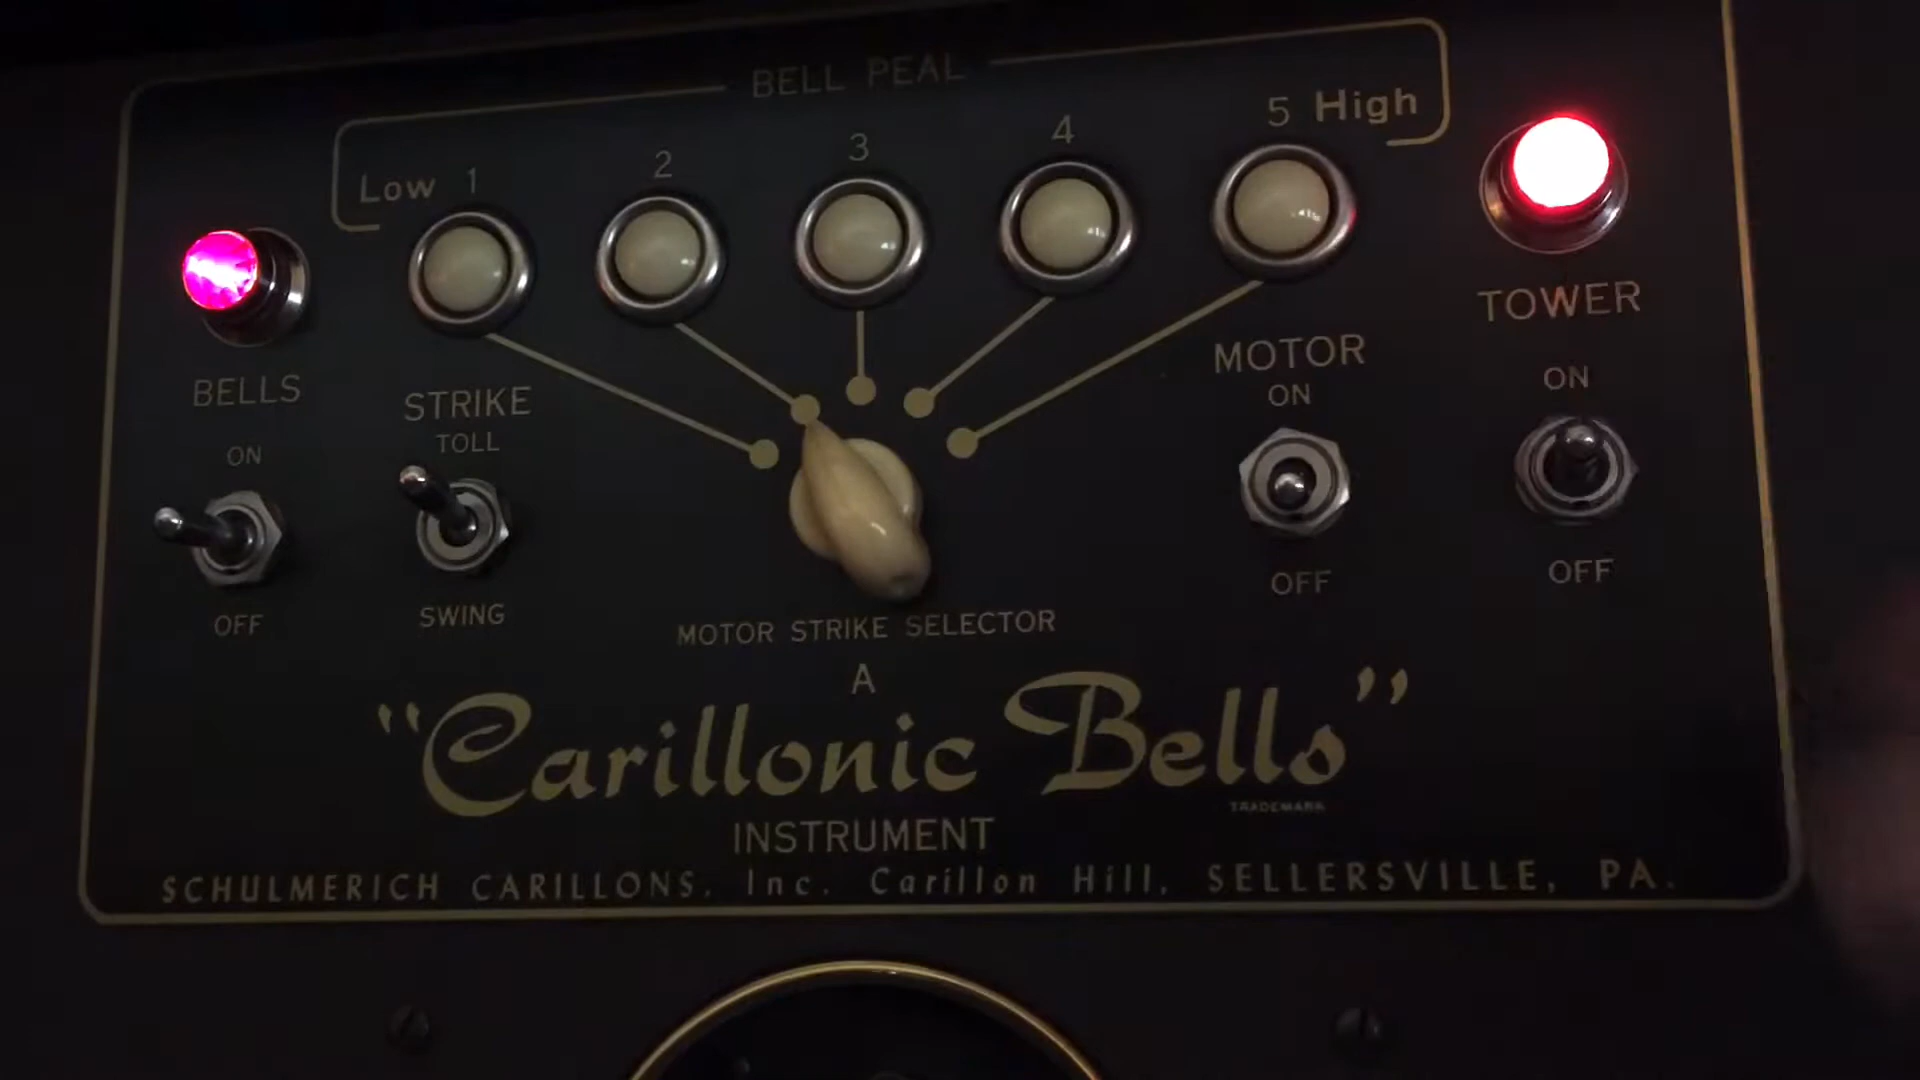 BELL PEAL
Low 1 2 3 4 5 High
BELLS
ON
OFF
STRIKE
TOLL
SWING
MOTOR STRIKE SELECTOR
MOTOR
ON
OFF
TOWER
ON
OFF
A
"Carillonic Bells"
TRADEMARK
INSTRUMENT
SCHULMERICH CARILLONS, Inc. Carillon Hill, SELLERSVILLE, PA.